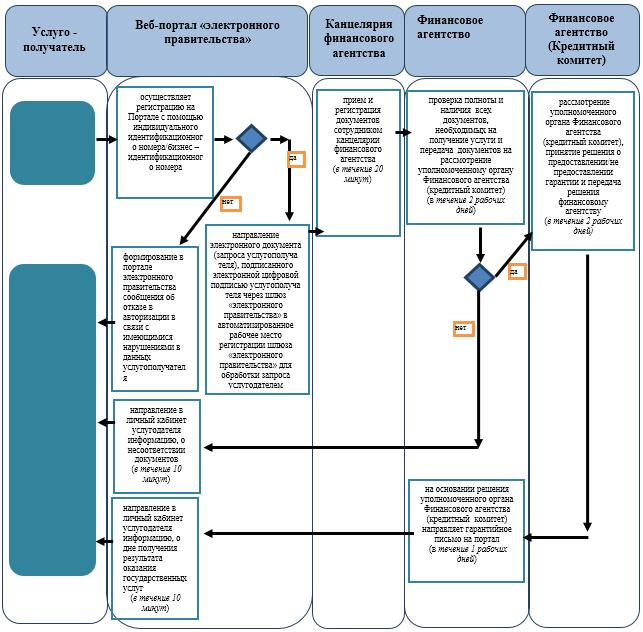 Услуго -
получатель
Веб-портал «электронного
правительства»
Канцелярия
финансового
агентства
Финансовое
агентство
Финансовое
агентство
(Кредитный
комитет)
осуществляет
регистрацию на
Портале с помощью
индивидуального
идентификационног
о номера/бизнес –
идентификационног
о номера
да
нет
прием и
регистрация
документов
сотрудником
канцелярии
финансового
агентства
(в течение 20
минут)
проверка полноты и
наличия всех
документов,
необходимых на
получение услуги и
передача документов на
рассмотрение
уполномоченному органу
Финансового агентства
(кредитный комитет)
(в течение 2 рабочих
дней)
рассмотрение
уполномоченного
органа Финансового
агентства
(кредитный комитет),
принятие решения о
предоставлении/не
предоставлении
гарантии и передача
решения
финансовому
агентству
(в течение 2 рабочих
дней)
формирование в
портале
электронного
правительства
сообщения об
отказе в
авторизации в
связи с
имеющимися
нарушениями в
данных
услугополучател
я
направление
электронного документа
(запроса услугополуча
теля), подписанного
электронной цифровой
подписью услугополуча
теля через шлюз
«электронного
правительства» в
автоматизированное
рабочее место
регистрации шлюза
«электронного
правительства» для
обработки запроса
услугодателем
да
нет
направление в
личный кабинет
услугодателя
информацию, о
несоответствии
документов
(в течение 10
минут)
на основании решения
уполномоченного органа
Финансового агентства
(кредитный комитет)
направляет гарантийное
письмо на портал
(в течение 1 рабочих
дней)
направление в
личный кабинет
услугодателя
информацию, о
дне получения
результата
оказания
государственных
услуг
(в течение 10
минут)